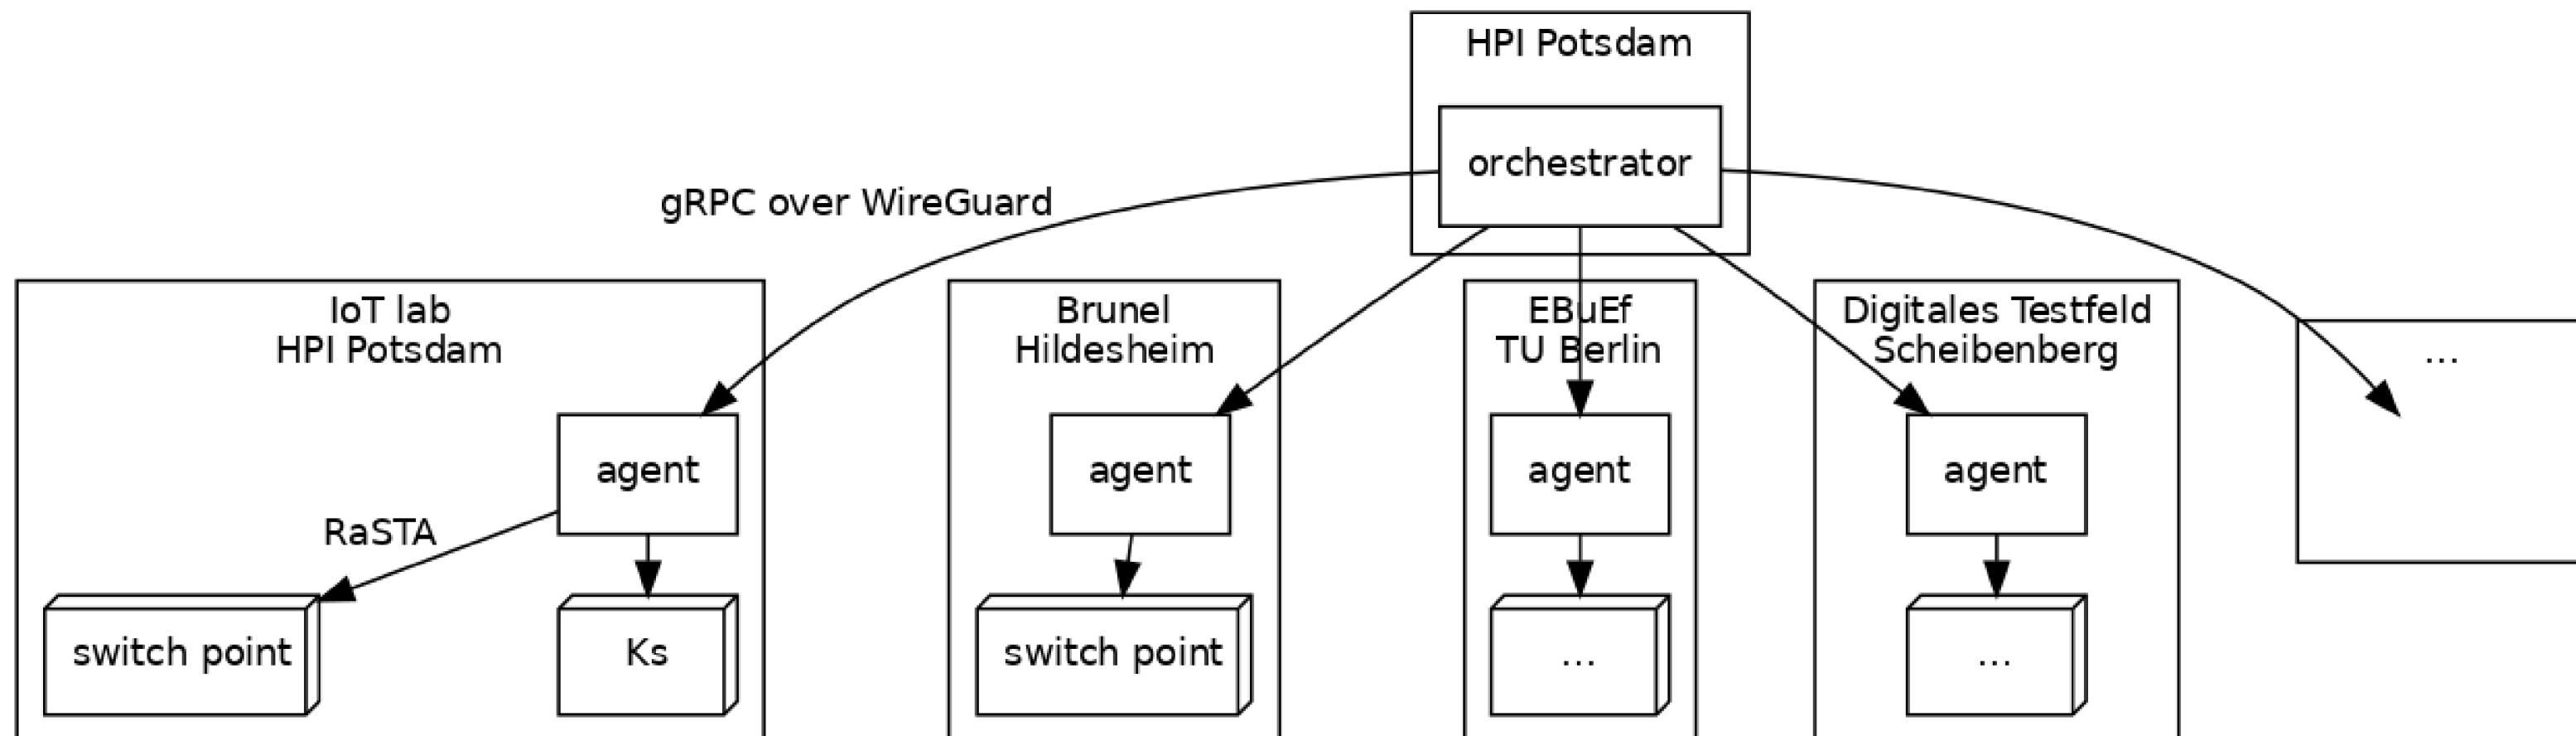 HPI Potsdam
orchestrator
gRPC over WireGuard
IoT lab
HPI Potsdam
Brunel
Hildesheim
EBuEf
TU Berlin
Digitales Testfeld
Scheibenberg
...
agent
agent
agent
agent
RaSTA
switch point
Ks
switch point
...
...